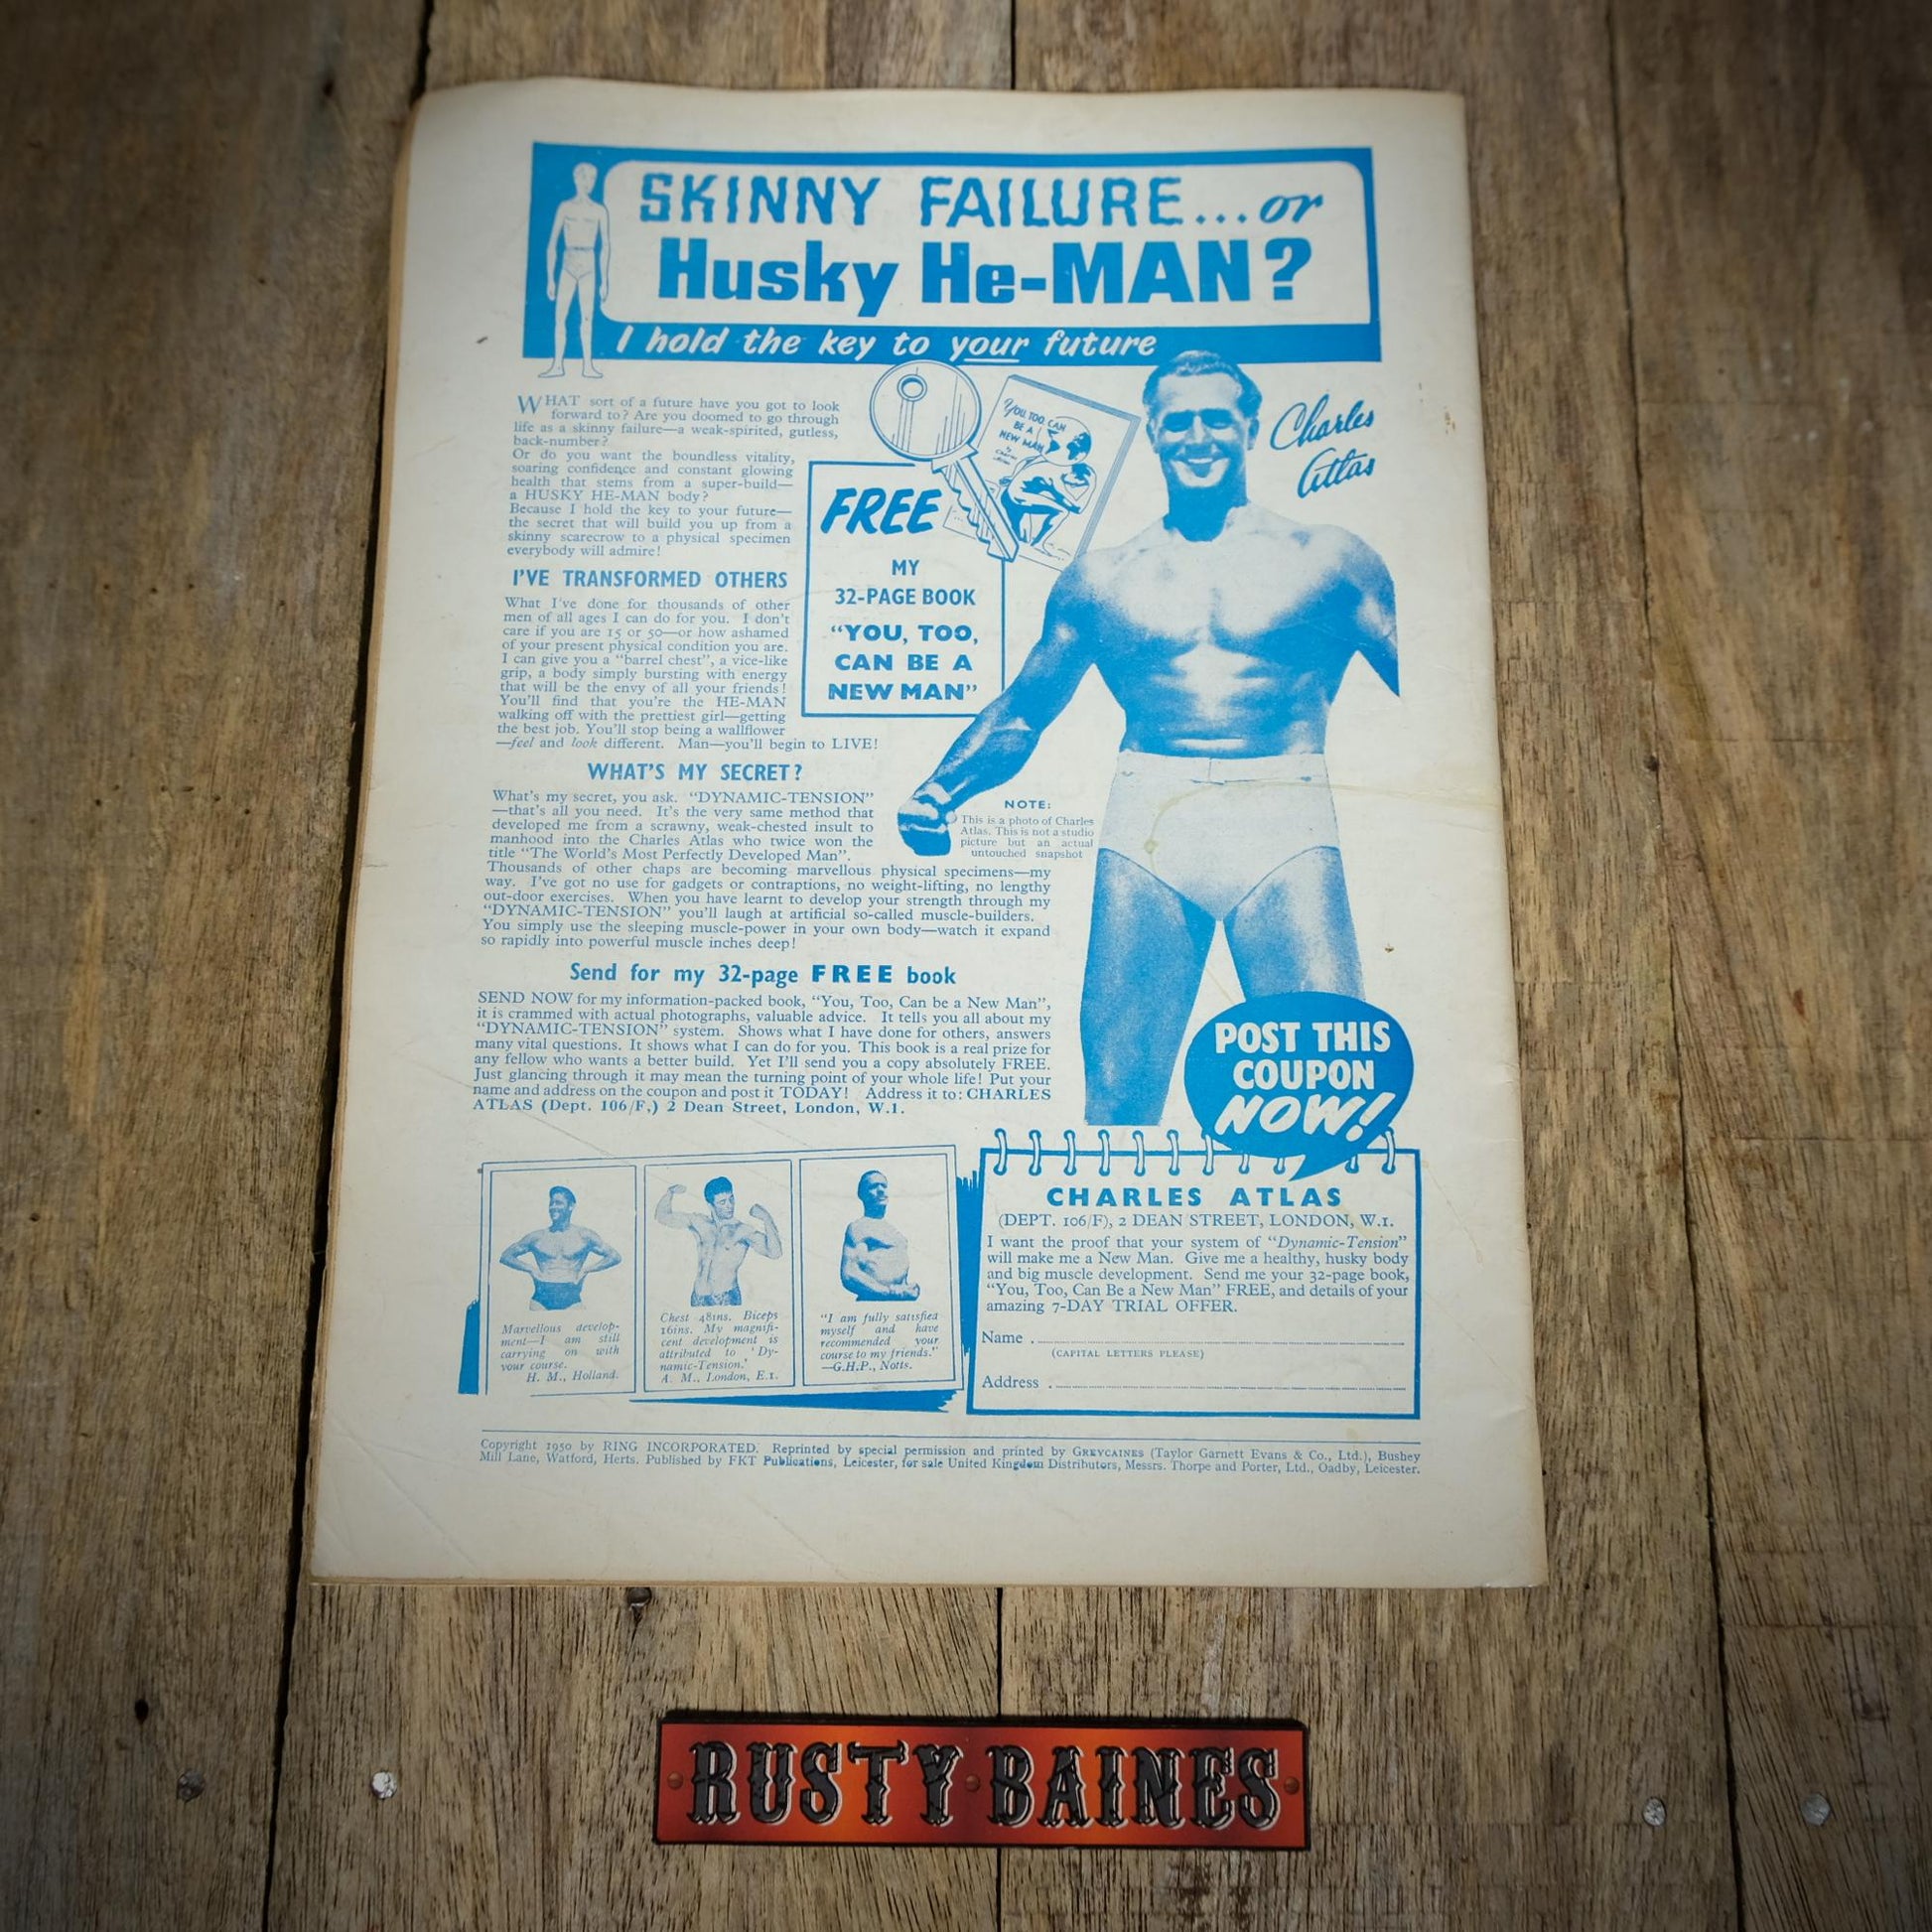 SKINNY FAILURE...or
Husky He-MAN?
I hold the key to your future
WHAT sort of a future have you got to look
forward to? Are you doomed to go through
life as a skinny failure—a weak-spirited, gutless,
back-number?
Or do you want the boundless vitality,
soaring confidence and constant glowing
health that stems from a super-build—
a HUSKY HE-MAN body?
Because I hold the key to your future—
the secret that will build you up from a
skinny scarecrow to a physical specimen
everybody will admire!
I'VE TRANSFORMED OTHERS
What I've done for thousands of other
men of all ages I can do for you. I don't
care if you are 15 or 50—or how ashamed
of your present physical condition you are.
I can give you a "barrel chest", a vice-like
grip, a body simply bursting with energy
that will be the envy of all your friends!
You'll find that you're the HE-MAN
walking off with the prettiest girl—getting
the best job. You'll stop being a wallflower
—feel and look different. Man—you'll begin to LIVE!
YOU, TOO, CAN
BE A
NEW MAN
by
Charles
Atlas
FREE
MY
32-PAGE BOOK
"YOU, TOO,
CAN BE A
NEW MAN"
Charles
Atlas
WHAT'S MY SECRET?
What's my secret, you ask. "DYNAMIC-TENSION"
—that's all you need. It's the very same method that
developed me from a scrawny, weak-chested insult to
manhood into the Charles Atlas who twice won the
title "The World's Most Perfectly Developed Man".
Thousands of other chaps are becoming marvellous physical specimens—my
way. I've got no use for gadgets or contraptions, no weight-lifting, no lengthy
out-door exercises. When you have learnt to develop your strength through my
"DYNAMIC-TENSION" you'll laugh at artificial so-called muscle-builders.
You simply use the sleeping muscle-power in your own body—watch it expand
so rapidly into powerful muscle inches deep!
NOTE:
This is a photo of Charles
Atlas. This is not a studio
picture but an actual
untouched snapshot
Send for my 32-page FREE book
SEND NOW for my information-packed book, "You, Too, Can be a New Man",
it is crammed with actual photographs, valuable advice. It tells you all about my
"DYNAMIC-TENSION" system. Shows what I have done for others, answers
many vital questions. It shows what I can do for you. This book is a real prize for
any fellow who wants a better build. Yet I'll send you a copy absolutely FREE.
Just glancing through it may mean the turning point of your whole life! Put your
name and address on the coupon and post it TODAY! Address it to: CHARLES
ATLAS (Dept. 106/F,) 2 Dean Street, London, W.1.
POST THIS
COUPON
NOW!
Marvellous develop-
ment—I am still
carrying on with
your course.
H. M., Holland.
Chest 48ins. Biceps
16ins. My magnifi-
cent development is
attributed to 'Dy-
namic-Tension.'
A. M., London, E.1.
"I am fully satisfied
myself and have
recommended your
course to my friends."
—G.H.P., Notts.
CHARLES ATLAS
(DEPT. 106/F), 2 DEAN STREET, LONDON, W.1.
I want the proof that your system of "Dynamic-Tension"
will make me a New Man. Give me a healthy, husky body
and big muscle development. Send me your 32-page book,
"You, Too, Can Be a New Man" FREE, and details of your
amazing 7-DAY TRIAL OFFER.
Name
(CAPITAL LETTERS PLEASE)
Address
Copyright 1950 by RING INCORPORATED. Reprinted by special permission and printed by GREYCAINES (Taylor Garnett Evans & Co., Ltd.), Bushey
Mill Lane, Watford, Herts. Published by FKT Publications, Leicester, for sale United Kingdom Distributors, Messrs. Thorpe and Porter, Ltd., Oadby, Leicester.
RUSTY BAINES